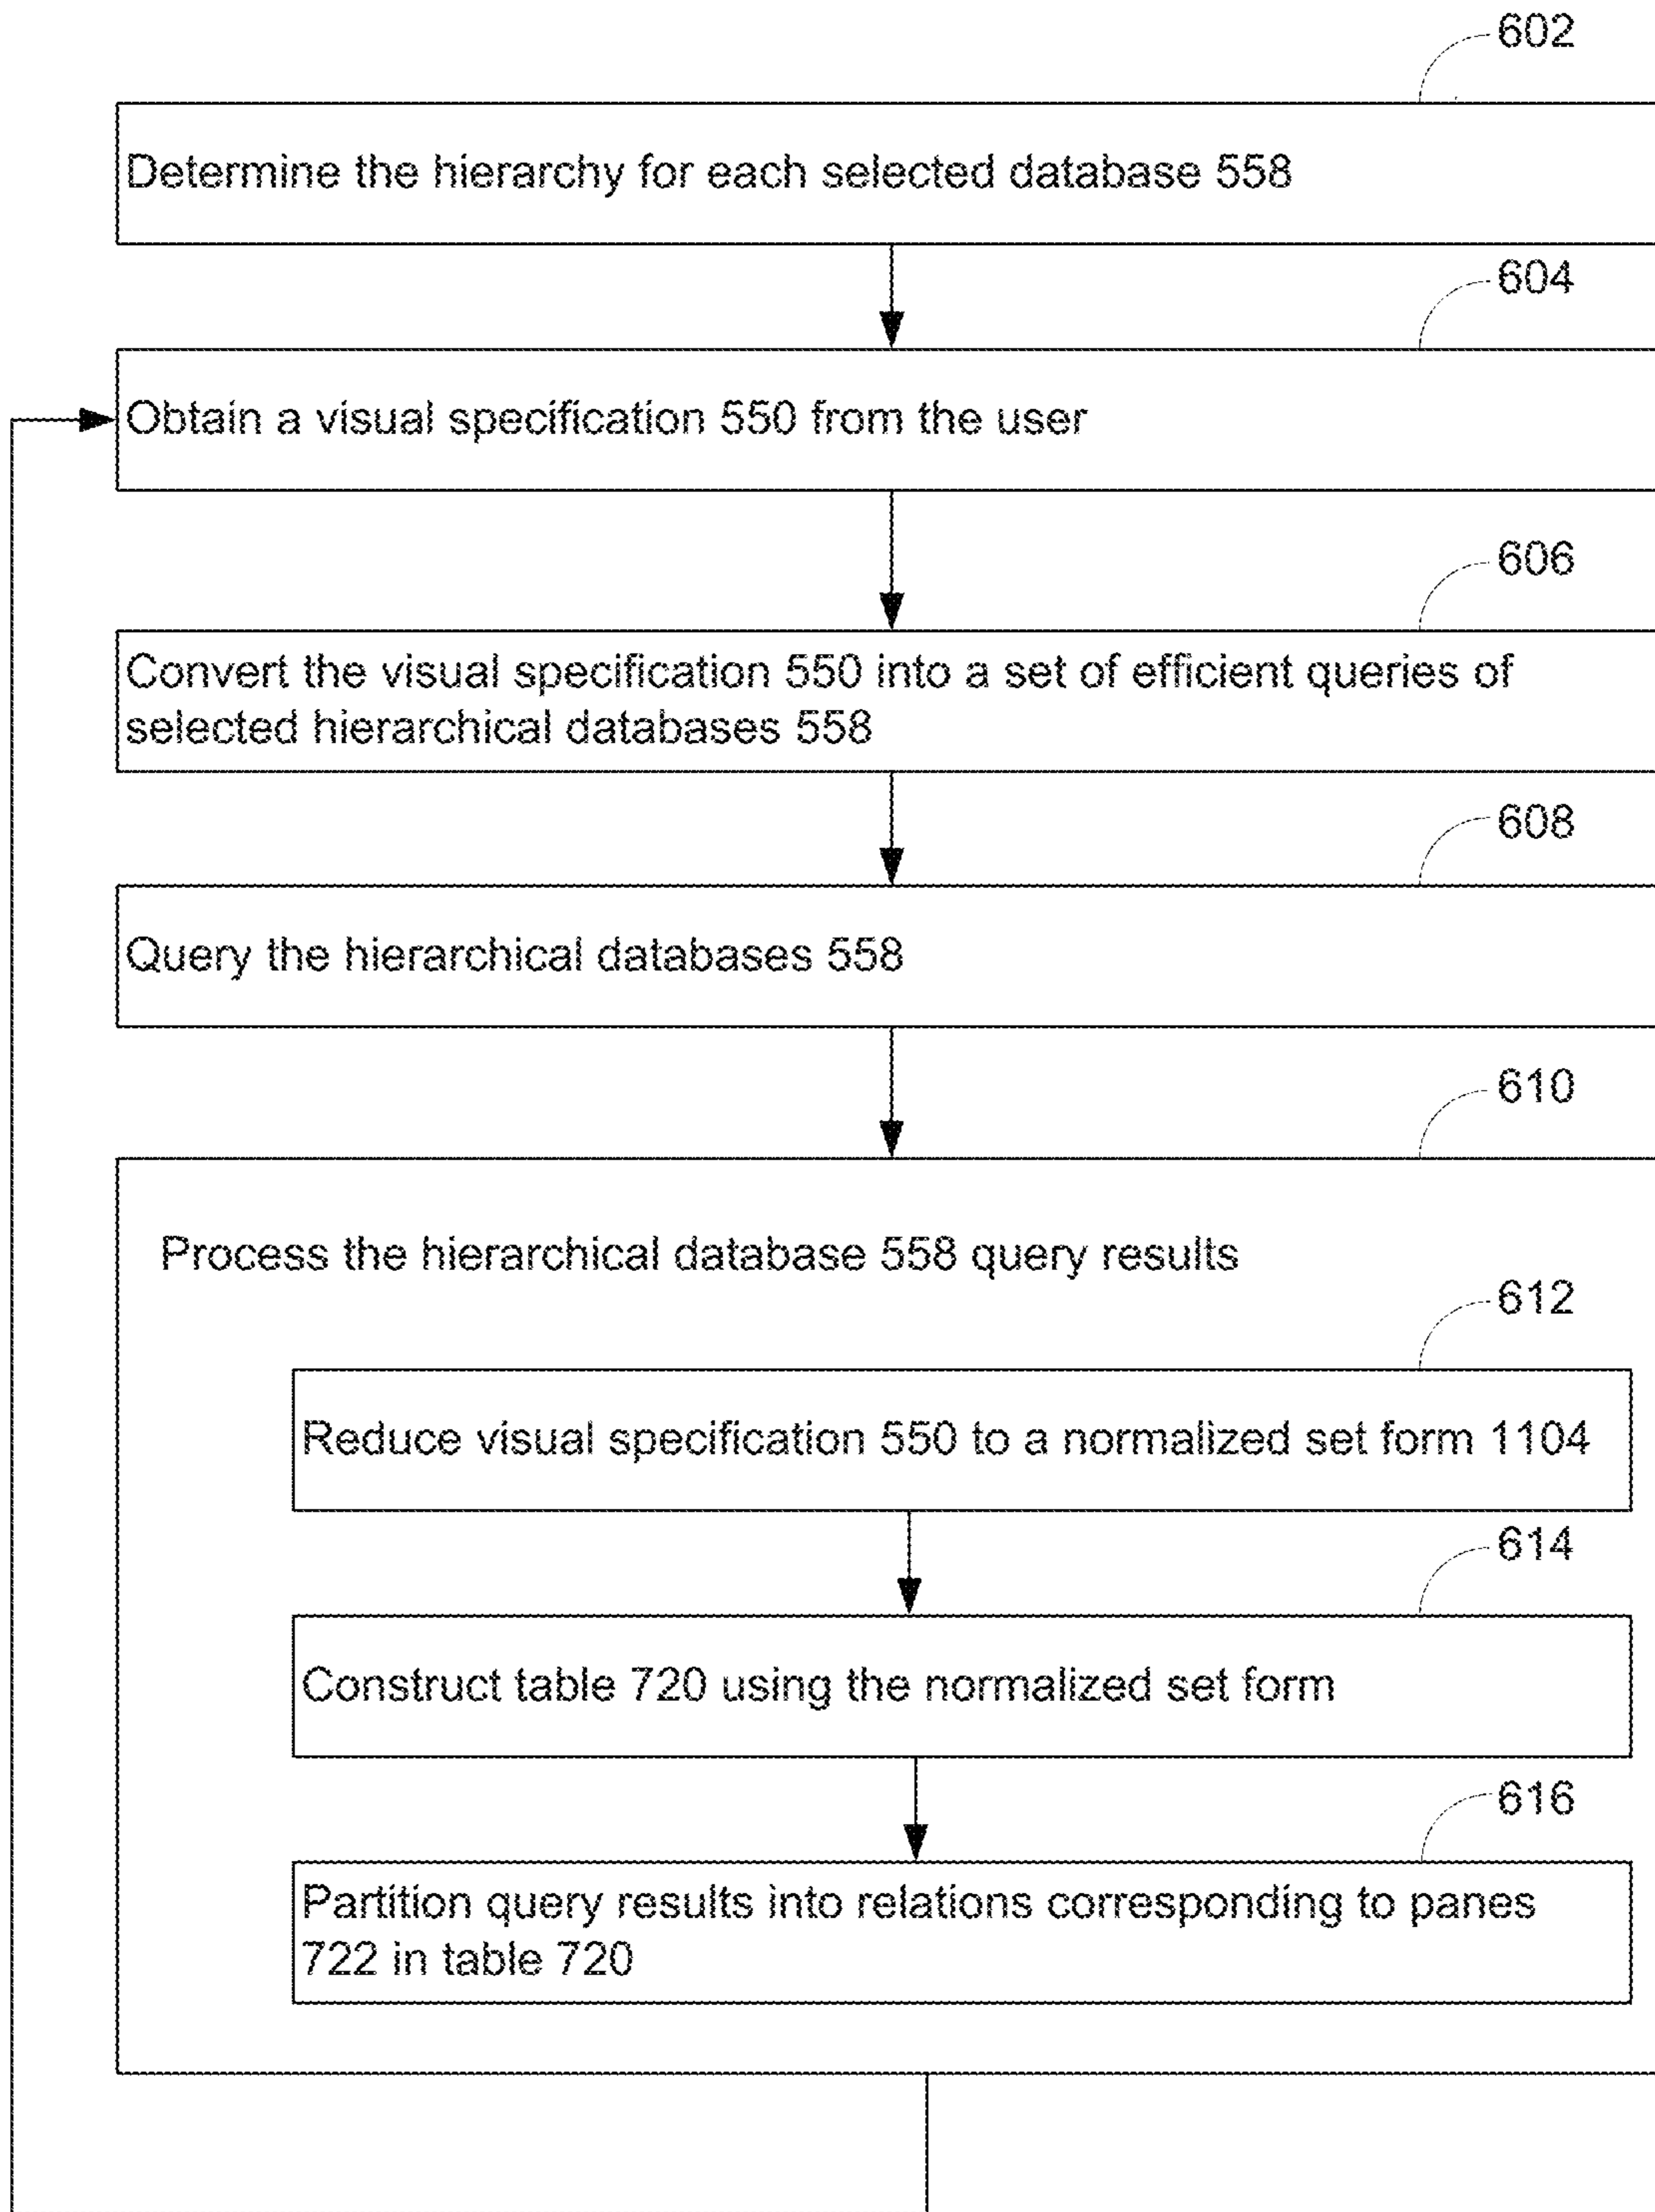 602
Determine the hierarchy for each selected database 558
604
Obtain a visual specification 550 from the user
606
Convert the visual specification 550 into a set of efficient queries of
selected hierarchical databases 558
608
Query the hierarchical databases 558
610
Process the hierarchical database 558 query results
612
Reduce visual specification 550 to a normalized set form 1104
614
Construct table 720 using the normalized set form
616
Partition query results into relations corresponding to panes
722 in table 720